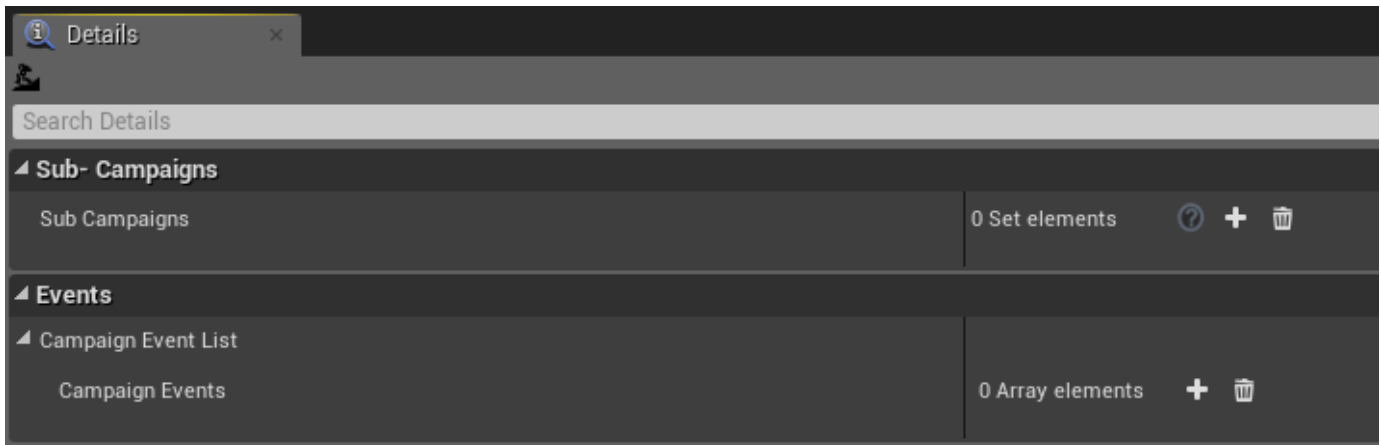 Details
Search Details
Sub- Campaigns
Sub Campaigns 0 Set elements
Events
Campaign Event List
Campaign Events 0 Array elements